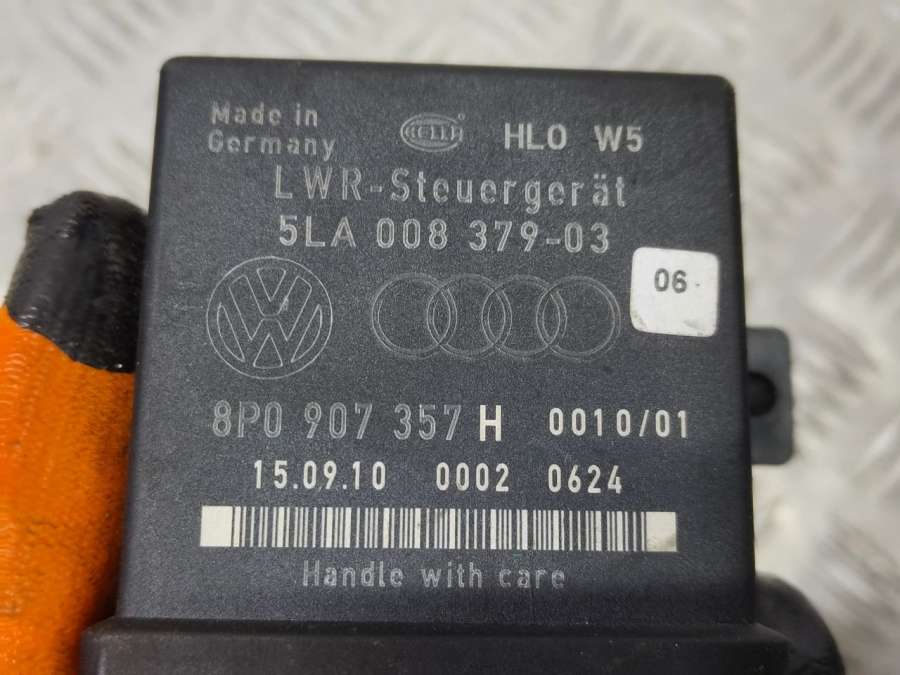 Made in
Germany
HELLA
HLO W5
LWR-Steuergerät
5LA 008 379-03
06
8P0 907 357 H 0010/01
15.09.10 0002 0624
Handle with care